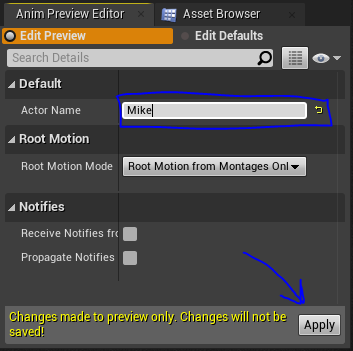 Anim Preview Editor
Asset Browser
Edit Preview
Edit Defaults
Search Details
Default
Actor Name
Mike
Root Motion
Root Motion Mode
Root Motion from Montages Onl
Notifies
Receive Notifies fro
Propagate Notifies
Changes made to preview only. Changes will not be saved!
Apply